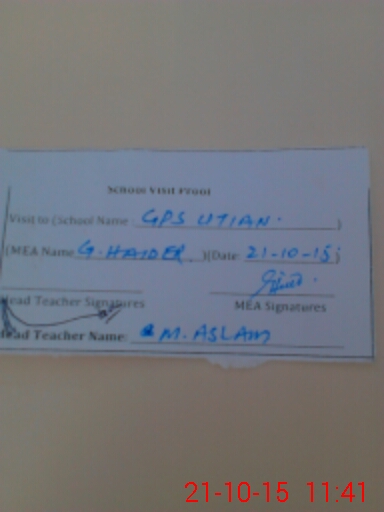 School Visit Proof
Visit to (School Name GPS UTIAN. )
(MEA Name G. HAIDER )(Date: 21-10-15 )
Head Teacher Signatures MEA Signatures
Head Teacher Name: M. ASLAM
21-10-15 11:41